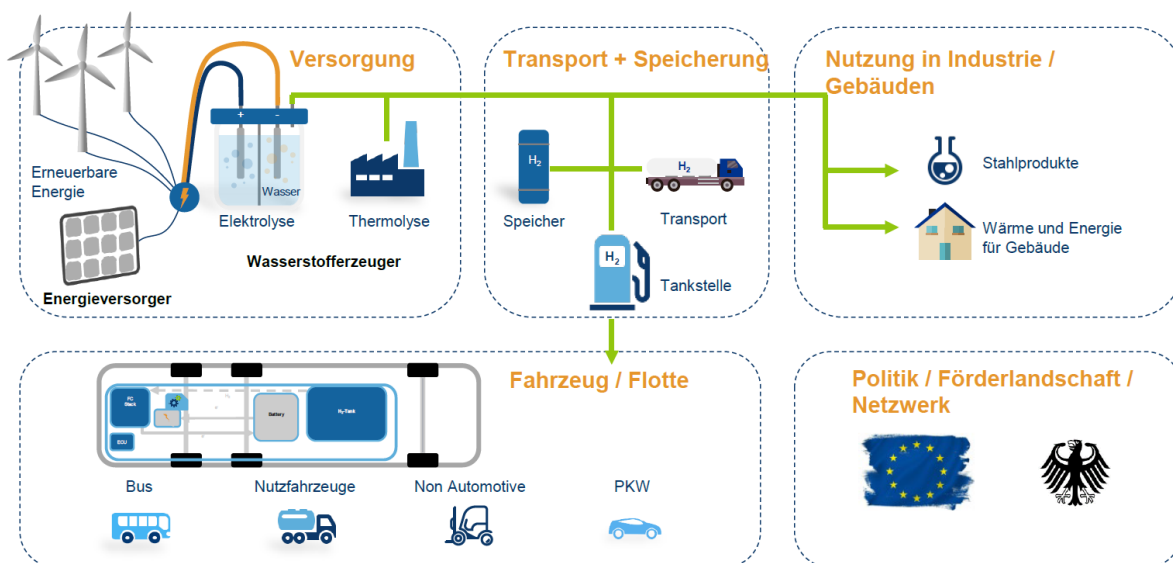 Versorgung
+ -
Wasser
Erneuerbare
Energie
Elektrolyse
Thermolyse
Wasserstofferzeuger
Energieversorger
Transport + Speicherung
H2
H2
Speicher
Transport
H2
Tankstelle
Nutzung in Industrie /
Gebäuden
Stahlprodukte
Wärme und Energie
für Gebäude
Fahrzeug / Flotte
FC
Stack
ECU
Battery
H2-Tank
Bus
Nutzfahrzeuge
Non Automotive
PKW
Politik / Förderlandschaft /
Netzwerk